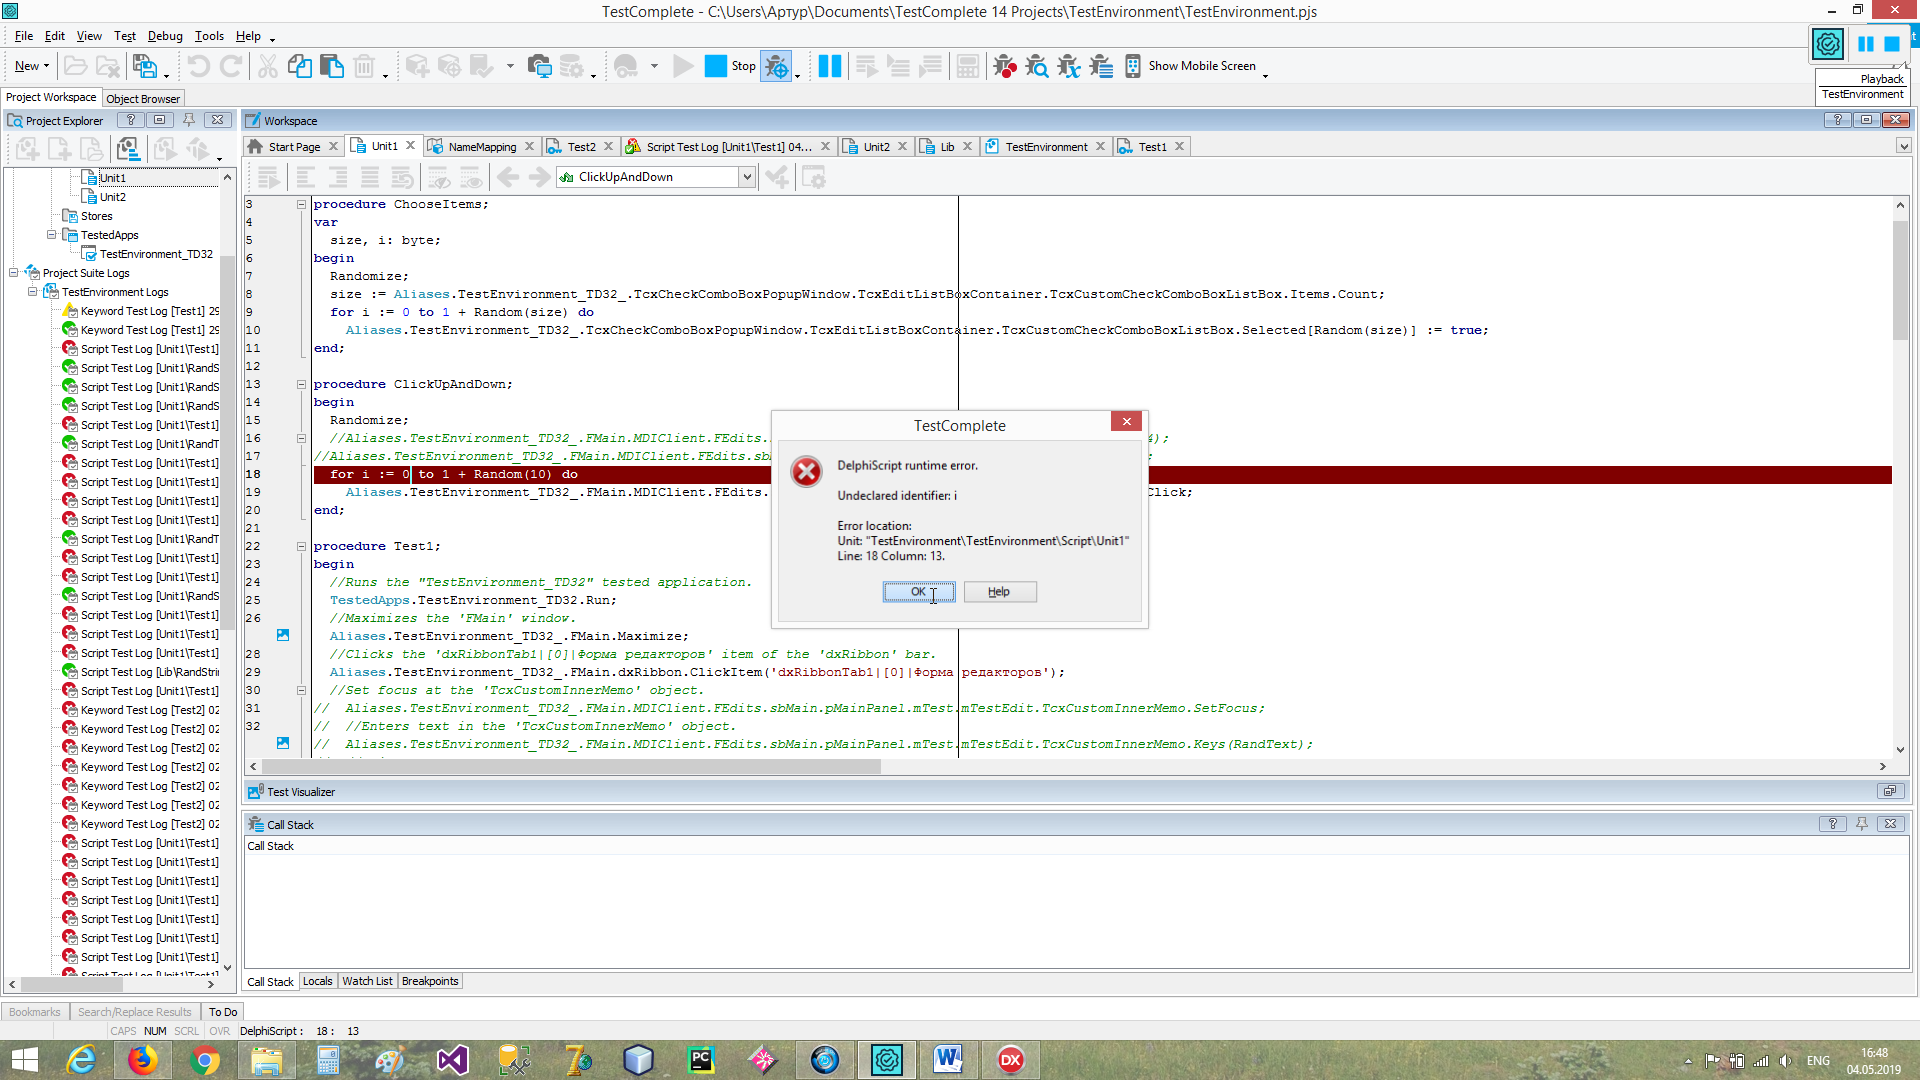 TestComplete - C:\Users\Артур\Documents\TestComplete 14 Projects\TestEnvironment\TestEnvironment.pjs
File Edit View Test Debug Tools Help
New Stop Show Mobile Screen
Playback
TestEnvironment
Project Workspace Object Browser
Project Explorer
Workspace
Start Page Unit1 NameMapping Test2 Script Test Log [Unit1\Test1] 04... Unit2 Lib TestEnvironment Test1
ClickUpAndDown
Unit1
Unit2
Stores
TestedApps
TestEnvironment_TD32
Project Suite Logs
TestEnvironment Logs
Keyword Test Log [Test1] 29
Keyword Test Log [Test1] 29
Script Test Log [Unit1\Test1]
Script Test Log [Unit1\RandS
Script Test Log [Unit1\RandS
Script Test Log [Unit1\RandS
Script Test Log [Unit1\Test1]
Script Test Log [Unit1\RandT
Script Test Log [Unit1\Test1]
Script Test Log [Unit1\Test1]
Script Test Log [Unit1\Test1]
Script Test Log [Unit1\Test1]
Script Test Log [Unit1\RandT
Script Test Log [Unit1\Test1]
Script Test Log [Unit1\Test1]
Script Test Log [Unit1\RandS
Script Test Log [Unit1\Test1]
Script Test Log [Unit1\Test1]
Script Test Log [Unit1\Test1]
Script Test Log [Lib\RandStri
Script Test Log [Unit1\Test1]
Keyword Test Log [Test2] 02
Keyword Test Log [Test2] 02
Keyword Test Log [Test2] 02
Keyword Test Log [Test2] 02
Keyword Test Log [Test2] 02
Keyword Test Log [Test2] 02
Keyword Test Log [Test2] 02
Script Test Log [Unit1\Test1]
Script Test Log [Unit1\Test1]
Script Test Log [Unit1\Test1]
Script Test Log [Unit1\Test1]
Script Test Log [Unit1\Test1]
Script Test Log [Unit1\Test1]
Script Test Log [Unit1\Test1]
Script Test Log [Unit1\Test1]
3 procedure ChooseItems;
4 var
5 size, i: byte;
6 begin
7 Randomize;
8 size := Aliases.TestEnvironment_TD32_.TcxCheckComboBoxPopupWindow.TcxEditListBoxContainer.TcxCustomCheckComboBoxListBox.Items.Count;
9 for i := 0 to 1 + Random(size) do
10 Aliases.TestEnvironment_TD32_.TcxCheckComboBoxPopupWindow.TcxEditListBoxContainer.TcxCustomCheckComboBoxListBox.Selected[Random(size)] := true;
11 end;
12
13 procedure ClickUpAndDown;
14 begin
15 Randomize;
16 //Aliases.TestEnvironment_TD32_.FMain.MDIClient.FEdits. );
17 //Aliases.TestEnvironment_TD32_.FMain.MDIClient.FEdits.sb ;
18 for i := 0 to 1 + Random(10) do
19 Aliases.TestEnvironment_TD32_.FMain.MDIClient.FEdits. Click;
20 end;
21
22 procedure Test1;
23 begin
24 //Runs the "TestEnvironment_TD32" tested application.
25 TestedApps.TestEnvironment_TD32.Run;
26 //Maximizes the 'FMain' window.
Aliases.TestEnvironment_TD32_.FMain.Maximize;
28 //Clicks the 'dxRibbonTab1|[0]|Форма редакторов' item of the 'dxRibbon' bar.
29 Aliases.TestEnvironment_TD32_.FMain.dxRibbon.ClickItem('dxRibbonTab1|[0]|Форма редакторов');
30 //Set focus at the 'TcxCustomInnerMemo' object.
31 // Aliases.TestEnvironment_TD32_.FMain.MDIClient.FEdits.sbMain.pMainPanel.mTest.mTestEdit.TcxCustomInnerMemo.SetFocus;
32 // //Enters text in the 'TcxCustomInnerMemo' object.
// Aliases.TestEnvironment_TD32_.FMain.MDIClient.FEdits.sbMain.pMainPanel.mTest.mTestEdit.TcxCustomInnerMemo.Keys(RandText);
TestComplete
DelphiScript runtime error.
Undeclared identifier: i
Error location:
Unit: "TestEnvironment\TestEnvironment\Script\Unit1"
Line: 18 Column: 13.
OK Help
Test Visualizer
Call Stack
Call Stack
Call Stack Locals Watch List Breakpoints
Bookmarks Search/Replace Results To Do
CAPS NUM SCRL OVR DelphiScript : 18 : 13
PC DX ENG
16:48
04.05.2019